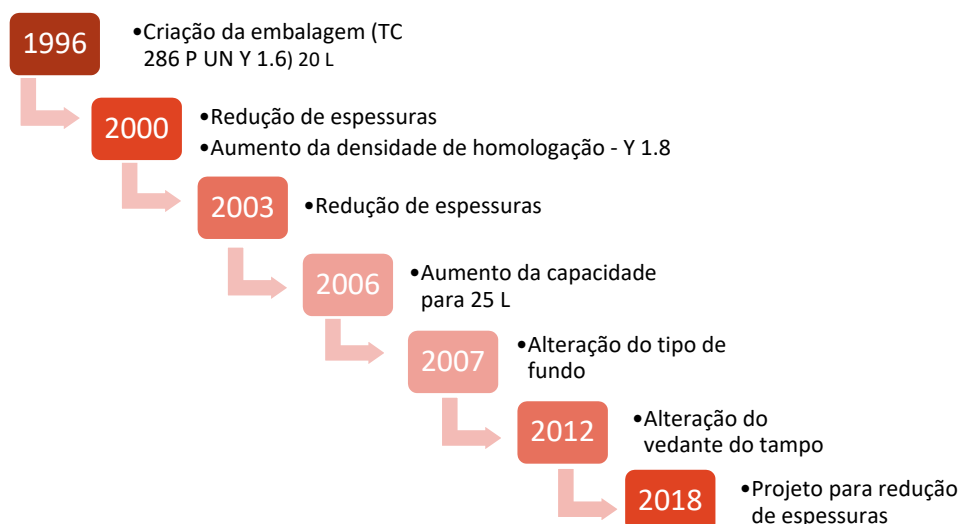 1996
•Criação da embalagem (TC
286 P UN Y 1.6) 20 L
2000
•Redução de espessuras
•Aumento da densidade de homologação - Y 1.8
2003
•Redução de espessuras
2006
•Aumento da capacidade
para 25 L
2007
•Alteração do tipo de
fundo
2012
•Alteração do
vedante do tampo
2018
•Projeto para redução
de espessuras